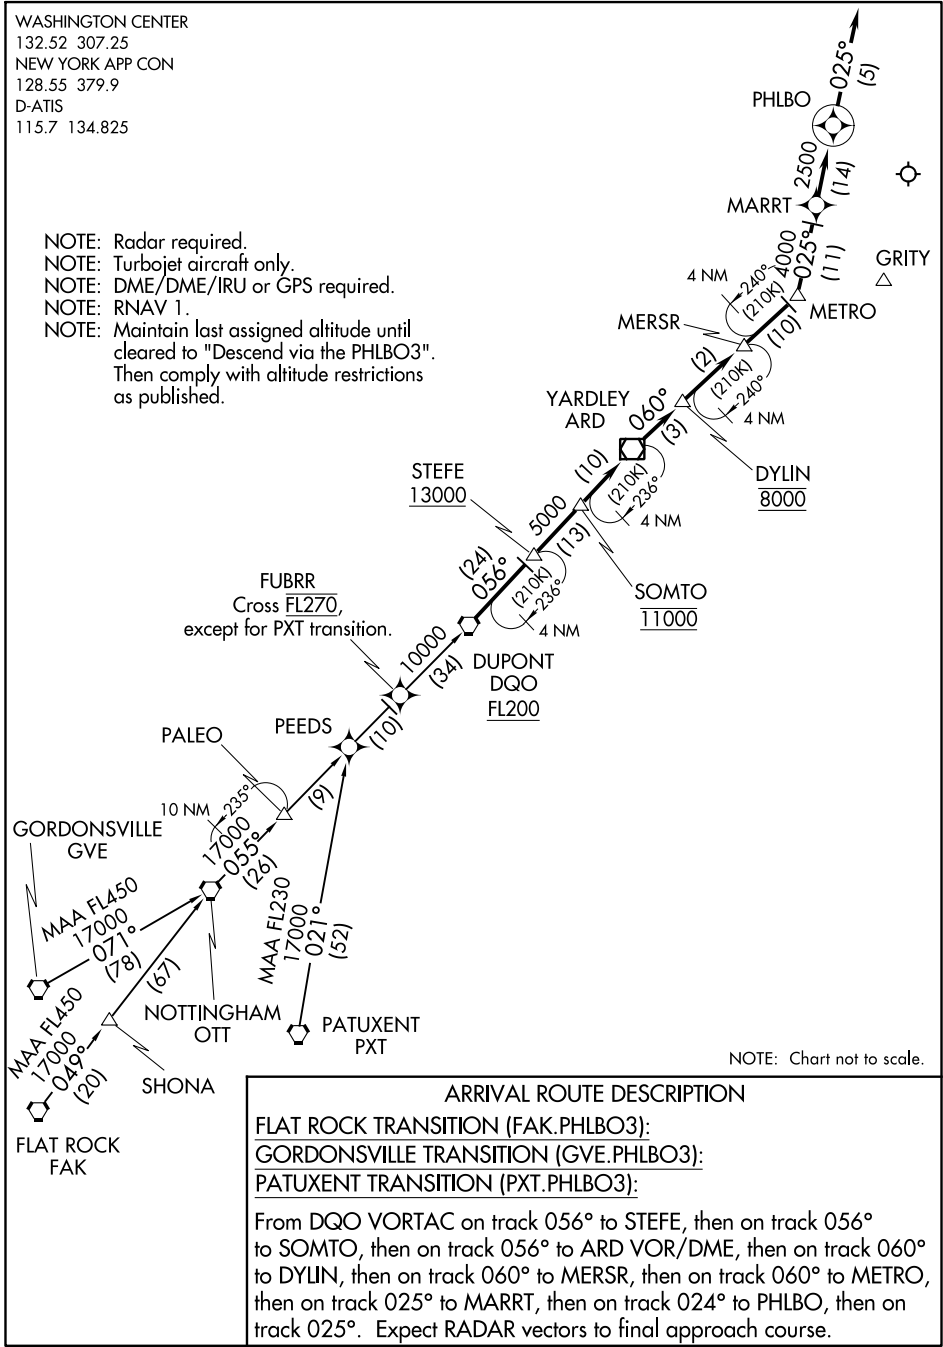 WASHINGTON CENTER
132.52 307.25
NEW YORK APP CON
128.55 379.9
D-ATIS
115.7 134.825
NOTE: Radar required.
NOTE: Turbojet aircraft only.
NOTE: DME/DME/IRU or GPS required.
NOTE: RNAV 1.
NOTE: Maintain last assigned altitude until
cleared to "Descend via the PHLBO3".
Then comply with altitude restrictions
as published.
025°
(5)
PHLBO
2500
(14)
MARRT
4000
025°
(11)
GRITY
METRO
4 NM
240°
(210K)
(10)
MERSR
(2)
(210K)
240°
4 NM
YARDLEY
ARD
060°
(3)
DYLIN
8000
(10)
(210K)
236°
4 NM
STEFE
13000
5000
(13)
SOMTO
11000
(24)
056°
(210K)
236°
4 NM
FUBRR
Cross FL270,
except for PXT transition.
10000
(34)
DUPONT
DQO
FL200
PEEDS
(10)
PALEO
(9)
10 NM
235°
17000
055°
(26)
GORDONSVILLE
GVE
MAA FL450
17000
071°
(78)
MAA FL230
17000
021°
(52)
(67)
NOTTINGHAM
OTT
PATUXENT
PXT
MAA FL450
17000
049°
(20)
SHONA
FLAT ROCK
FAK
NOTE: Chart not to scale.
ARRIVAL ROUTE DESCRIPTION
FLAT ROCK TRANSITION (FAK.PHLBO3):
GORDONSVILLE TRANSITION (GVE.PHLBO3):
PATUXENT TRANSITION (PXT.PHLBO3):
From DQO VORTAC on track 056° to STEFE, then on track 056°
to SOMTO, then on track 056° to ARD VOR/DME, then on track 060°
to DYLIN, then on track 060° to MERSR, then on track 060° to METRO,
then on track 025° to MARRT, then on track 024° to PHLBO, then on
track 025°. Expect RADAR vectors to final approach course.